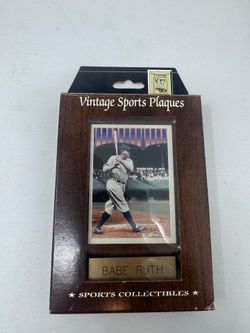 Vintage Sports Plaques
BABE RUTH
★ SPORTS COLLECTIBLES ★